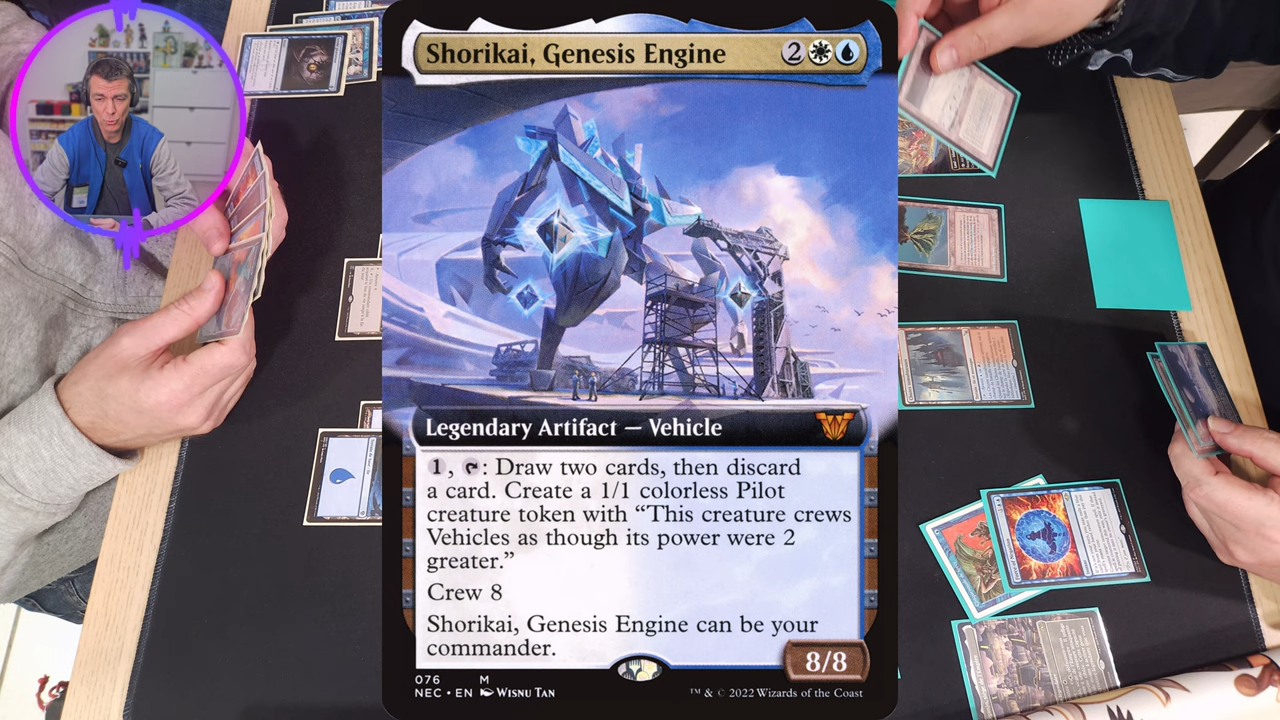 Shorikai, Genesis Engine 2
Legendary Artifact — Vehicle
1, : Draw two cards, then discard
a card. Create a 1/1 colorless Pilot
creature token with “This creature crews
Vehicles as though its power were 2
greater.”
Crew 8
Shorikai, Genesis Engine can be your
commander.
8/8
076 M
NEC • EN Wisnu Tan
™ & © 2022 Wizards of the Coast